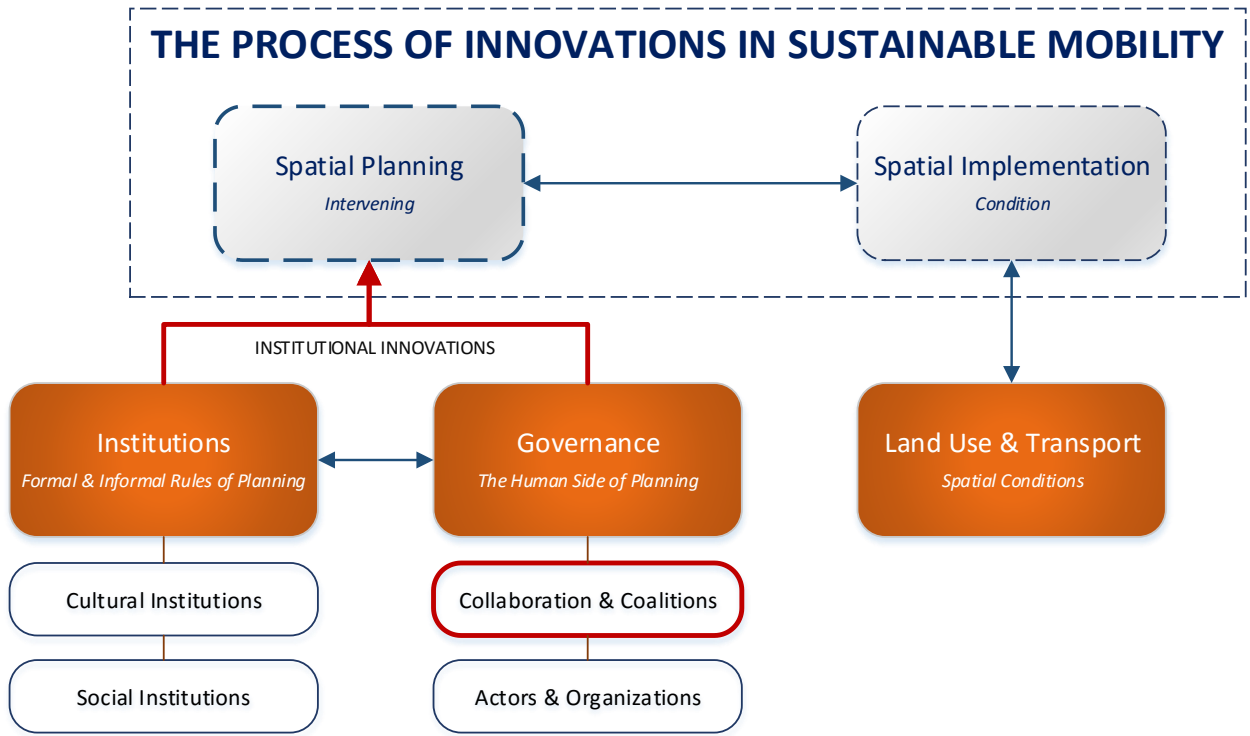 THE PROCESS OF INNOVATIONS IN SUSTAINABLE MOBILITY
Spatial Planning
Intervening
Spatial Implementation
Condition
INSTITUTIONAL INNOVATIONS
Institutions
Formal & Informal Rules of Planning
Governance
The Human Side of Planning
Land Use & Transport
Spatial Conditions
Cultural Institutions
Collaboration & Coalitions
Social Institutions
Actors & Organizations